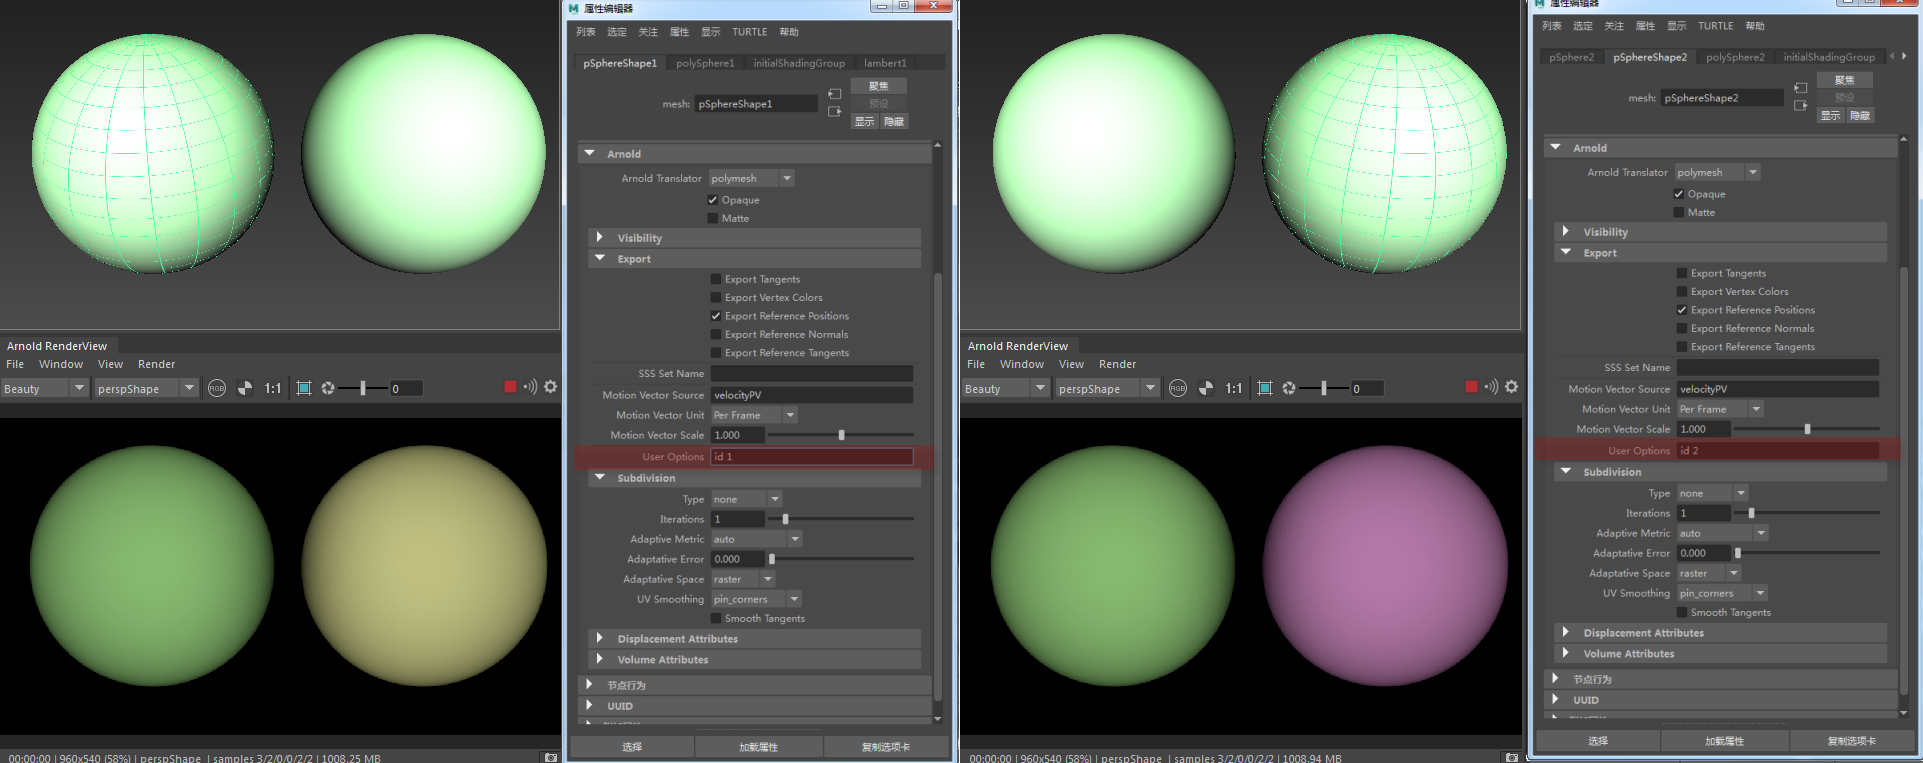 属性编辑器
列表 选定 关注 属性 显示 TURTLE 帮助
pSphereShape1 polySphere1 initialShadingGroup lambert1
聚焦
mesh: pSphereShape1
预设
显示 隐藏
Arnold
Arnold Translator polymesh
Opaque
Matte
Visibility
Export
Export Tangents
Export Vertex Colors
Export Reference Positions
Export Reference Normals
Export Reference Tangents
SSS Set Name
Motion Vector Source velocityPV
Motion Vector Unit Per Frame
Motion Vector Scale 1.000
User Options id 1
Subdivision
Type none
Iterations 1
Adaptive Metric auto
Adaptative Error 0.000
Adaptative Space raster
UV Smoothing pin_corners
Smooth Tangents
Displacement Attributes
Volume Attributes
节点行为
UUID
选择 加载属性 复制选项卡
Arnold RenderView
File Window View Render
Beauty perspShape RGB 1:1 0
00:00:00 | 960x540 (58%) | perspShape | samples 3/2/0/0/2/2 | 1008.25 MB
属性编辑器
列表 选定 关注 属性 显示 TURTLE 帮助
pSphere2 pSphereShape2 polySphere2 initialShadingGroup
聚焦
mesh: pSphereShape2
预设
显示 隐藏
Arnold
Arnold Translator polymesh
Opaque
Matte
Visibility
Export
Export Tangents
Export Vertex Colors
Export Reference Positions
Export Reference Normals
Export Reference Tangents
SSS Set Name
Motion Vector Source velocityPV
Motion Vector Unit Per Frame
Motion Vector Scale 1.000
User Options id 2
Subdivision
Type none
Iterations 1
Adaptive Metric auto
Adaptative Error 0.000
Adaptative Space raster
UV Smoothing pin_corners
Smooth Tangents
Displacement Attributes
Volume Attributes
节点行为
UUID
选择 加载属性 复制选项卡
Arnold RenderView
File Window View Render
Beauty perspShape RGB 1:1 0
00:00:00 | 960x540 (58%) | perspShape | samples 3/2/0/0/2/2 | 1008.94 MB